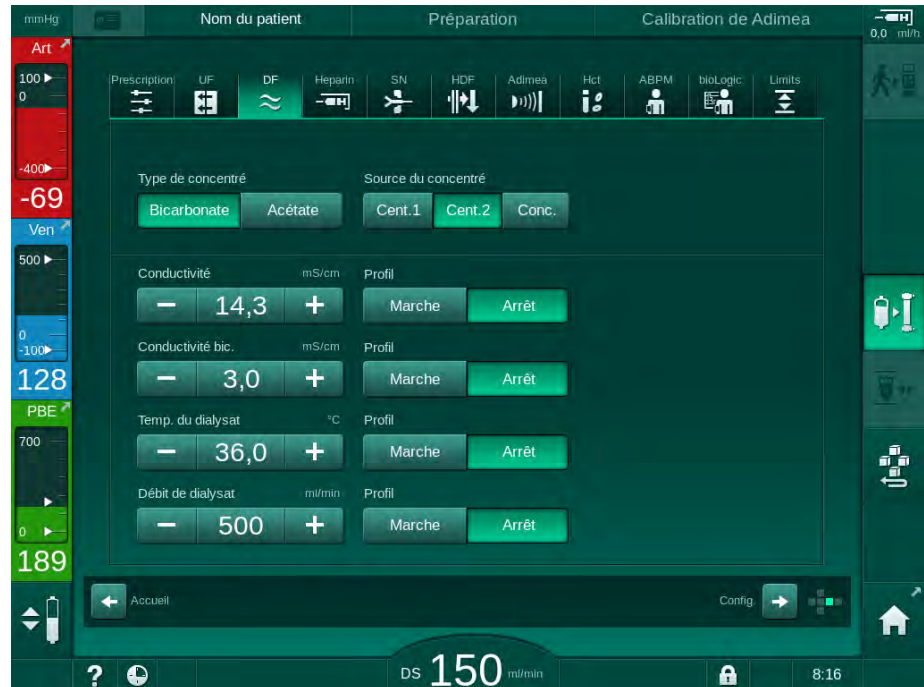 mmHg Nom du patient Préparation Calibration de Adimea
0,0 ml/h
Art
100
0
-400
-69
Ven
500
0
-100
128
PBE
700
0
189
Prescription UF DF Heparin SN HDF Adimea Hct ABPM bioLogic Limits
Type de concentré Source du concentré
Bicarbonate Acétate Cent.1 Cent.2 Conc.
Conductivité mS/cm Profil
− 14,3 + Marche Arrêt
Conductivité bic. mS/cm Profil
− 3,0 + Marche Arrêt
Temp. du dialysat °C Profil
− 36,0 + Marche Arrêt
Débit de dialysat ml/min Profil
− 500 + Marche Arrêt
Accueil Config.
? DS 150 ml/min 8:16